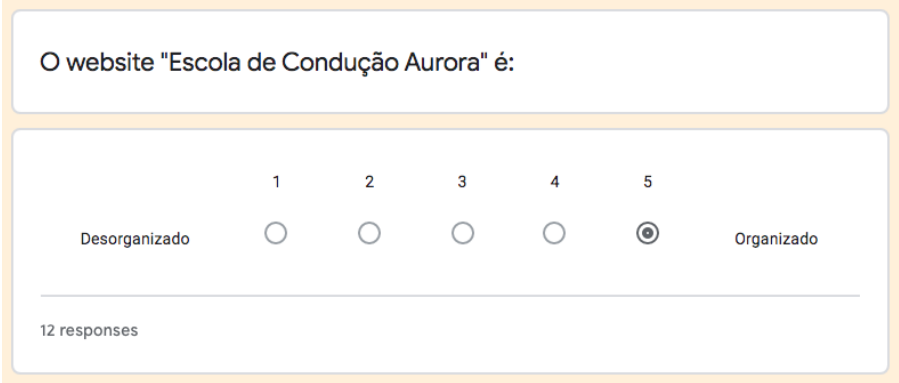 O website "Escola de Condução Aurora" é:
1 2 3 4 5
Desorganizado Organizado
12 responses